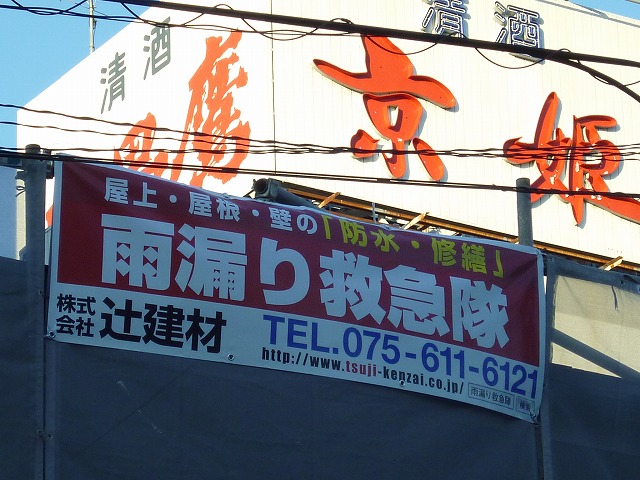 清酒
清酒
京姫
屋上・屋根・壁の「防水・修繕」
雨漏り救急隊
株式会社 辻建材
TEL.075-611-6121
http://www.tsuji-kenzai.co.jp/
雨漏り救急隊 検索